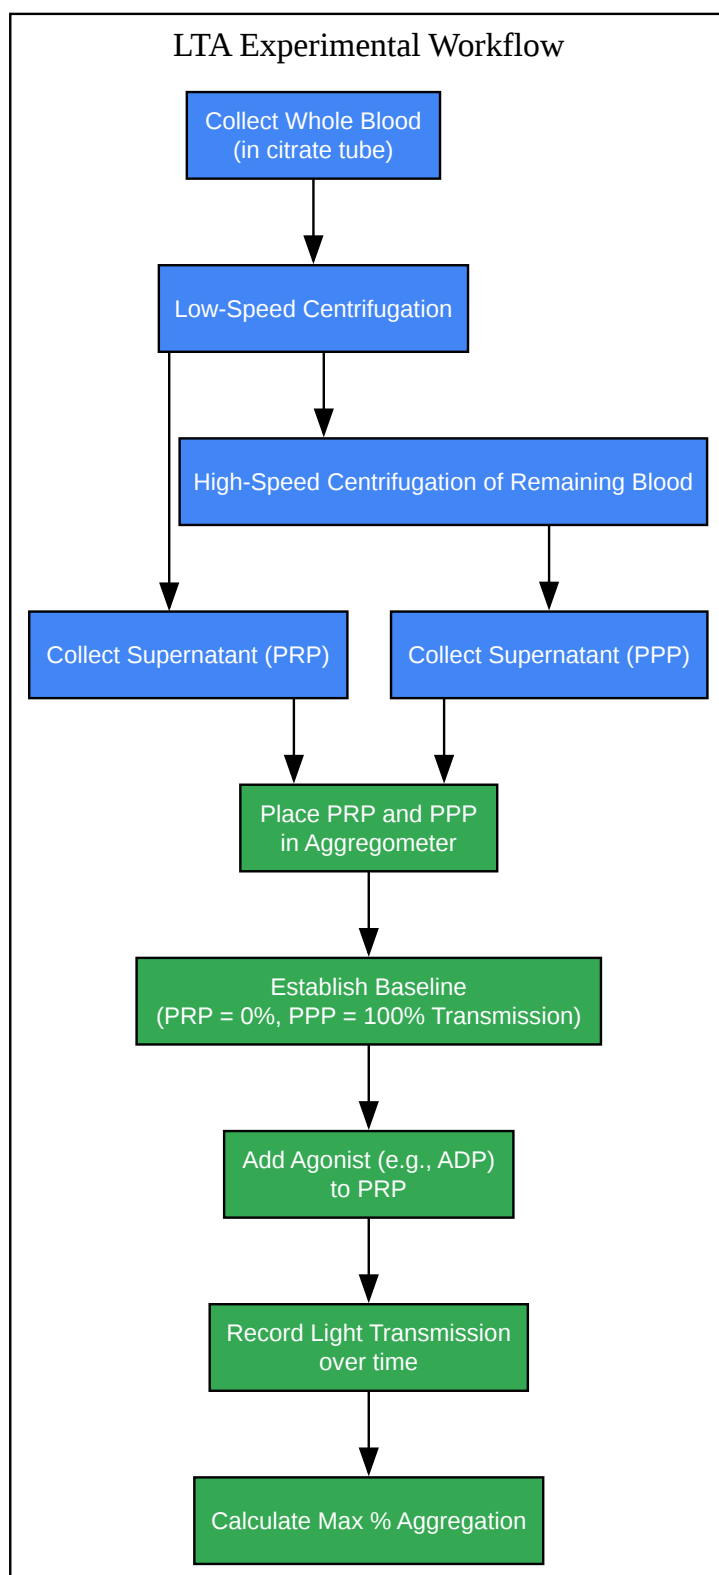 LTA Experimental Workflow
Collect Whole Blood
(in citrate tube)
Low-Speed Centrifugation
High-Speed Centrifugation of Remaining Blood
Collect Supernatant (PRP)
Collect Supernatant (PPP)
Place PRP and PPP
in Aggregometer
Establish Baseline
(PRP = 0%, PPP = 100% Transmission)
Add Agonist (e.g., ADP)
to PRP
Record Light Transmission
over time
Calculate Max % Aggregation